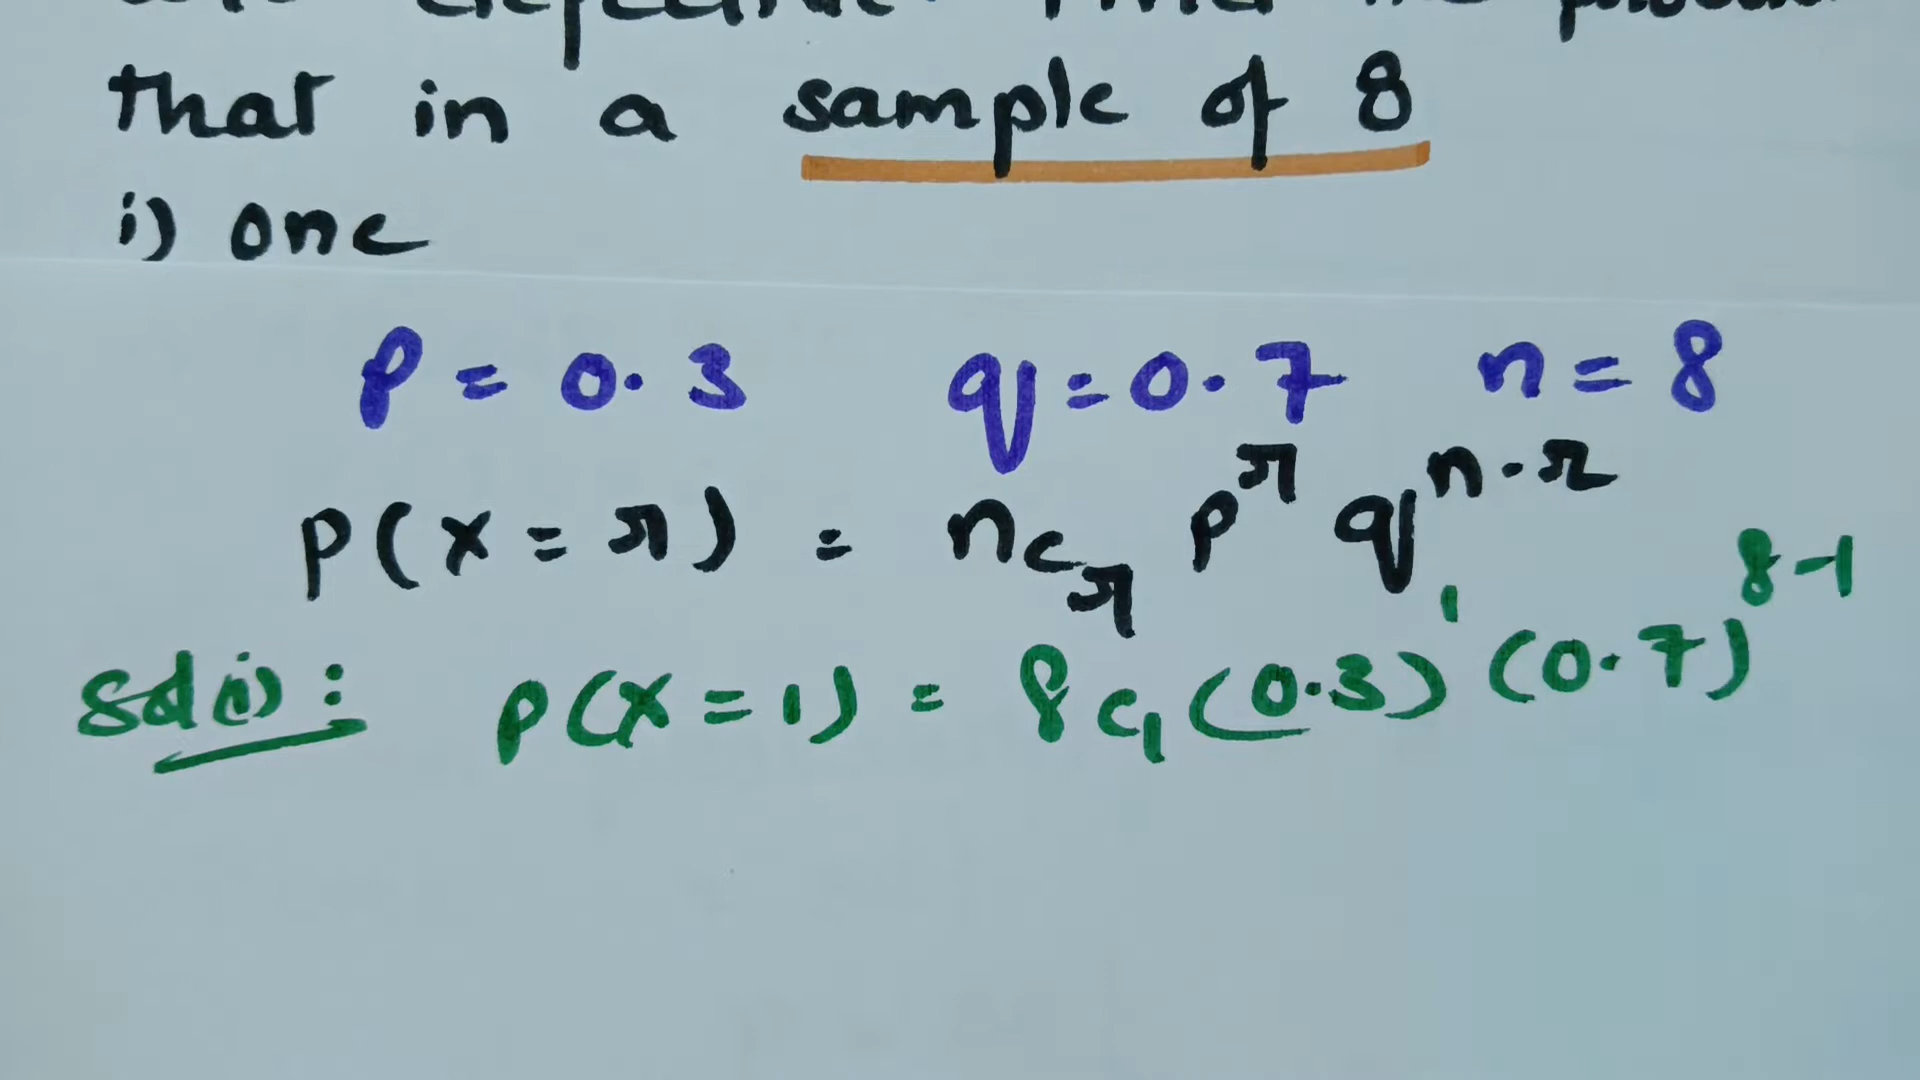 that in a sample of 8
i) one
P = 0.3 q = 0.7 n = 8
P(x = r) = nCr p^r q^n-r
Sol (i) : P(X = 1) = 8C1 (0.3)^1 (0.7)^8-1